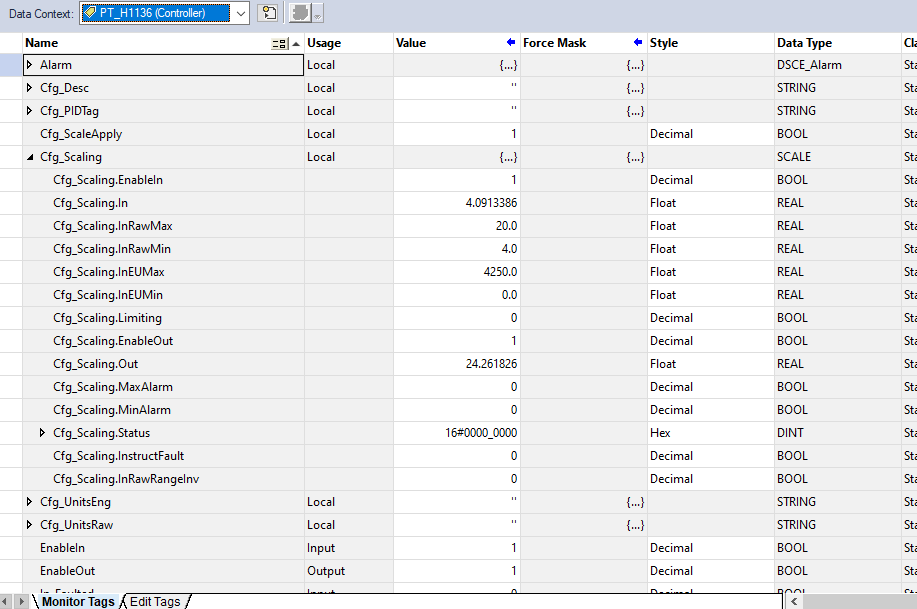 Data Context: PT_H1136 (Controller)
Name Usage Value Force Mask Style Data Type Cla
Alarm Local {...} {...} DSCE_Alarm Sta
Cfg_Desc Local '' {...} STRING Sta
Cfg_PIDTag Local '' {...} STRING Sta
Cfg_ScaleApply Local 1 Decimal BOOL Sta
Cfg_Scaling Local {...} {...} SCALE Sta
Cfg_Scaling.EnableIn 1 Decimal BOOL Sta
Cfg_Scaling.In 4.0913386 Float REAL Sta
Cfg_Scaling.InRawMax 20.0 Float REAL Sta
Cfg_Scaling.InRawMin 4.0 Float REAL Sta
Cfg_Scaling.InEUMax 4250.0 Float REAL Sta
Cfg_Scaling.InEUMin 0.0 Float REAL Sta
Cfg_Scaling.Limiting 0 Decimal BOOL Sta
Cfg_Scaling.EnableOut 1 Decimal BOOL Sta
Cfg_Scaling.Out 24.261826 Float REAL Sta
Cfg_Scaling.MaxAlarm 0 Decimal BOOL Sta
Cfg_Scaling.MinAlarm 0 Decimal BOOL Sta
Cfg_Scaling.Status 16#0000_0000 Hex DINT Sta
Cfg_Scaling.InstructFault 0 Decimal BOOL Sta
Cfg_Scaling.InRawRangeInv 0 Decimal BOOL Sta
Cfg_UnitsEng Local '' {...} STRING Sta
Cfg_UnitsRaw Local '' {...} STRING Sta
EnableIn Input 1 Decimal BOOL Sta
EnableOut Output 1 Decimal BOOL Sta
In_Faulted Input 0 Decimal BOOL Sta
Monitor Tags Edit Tags